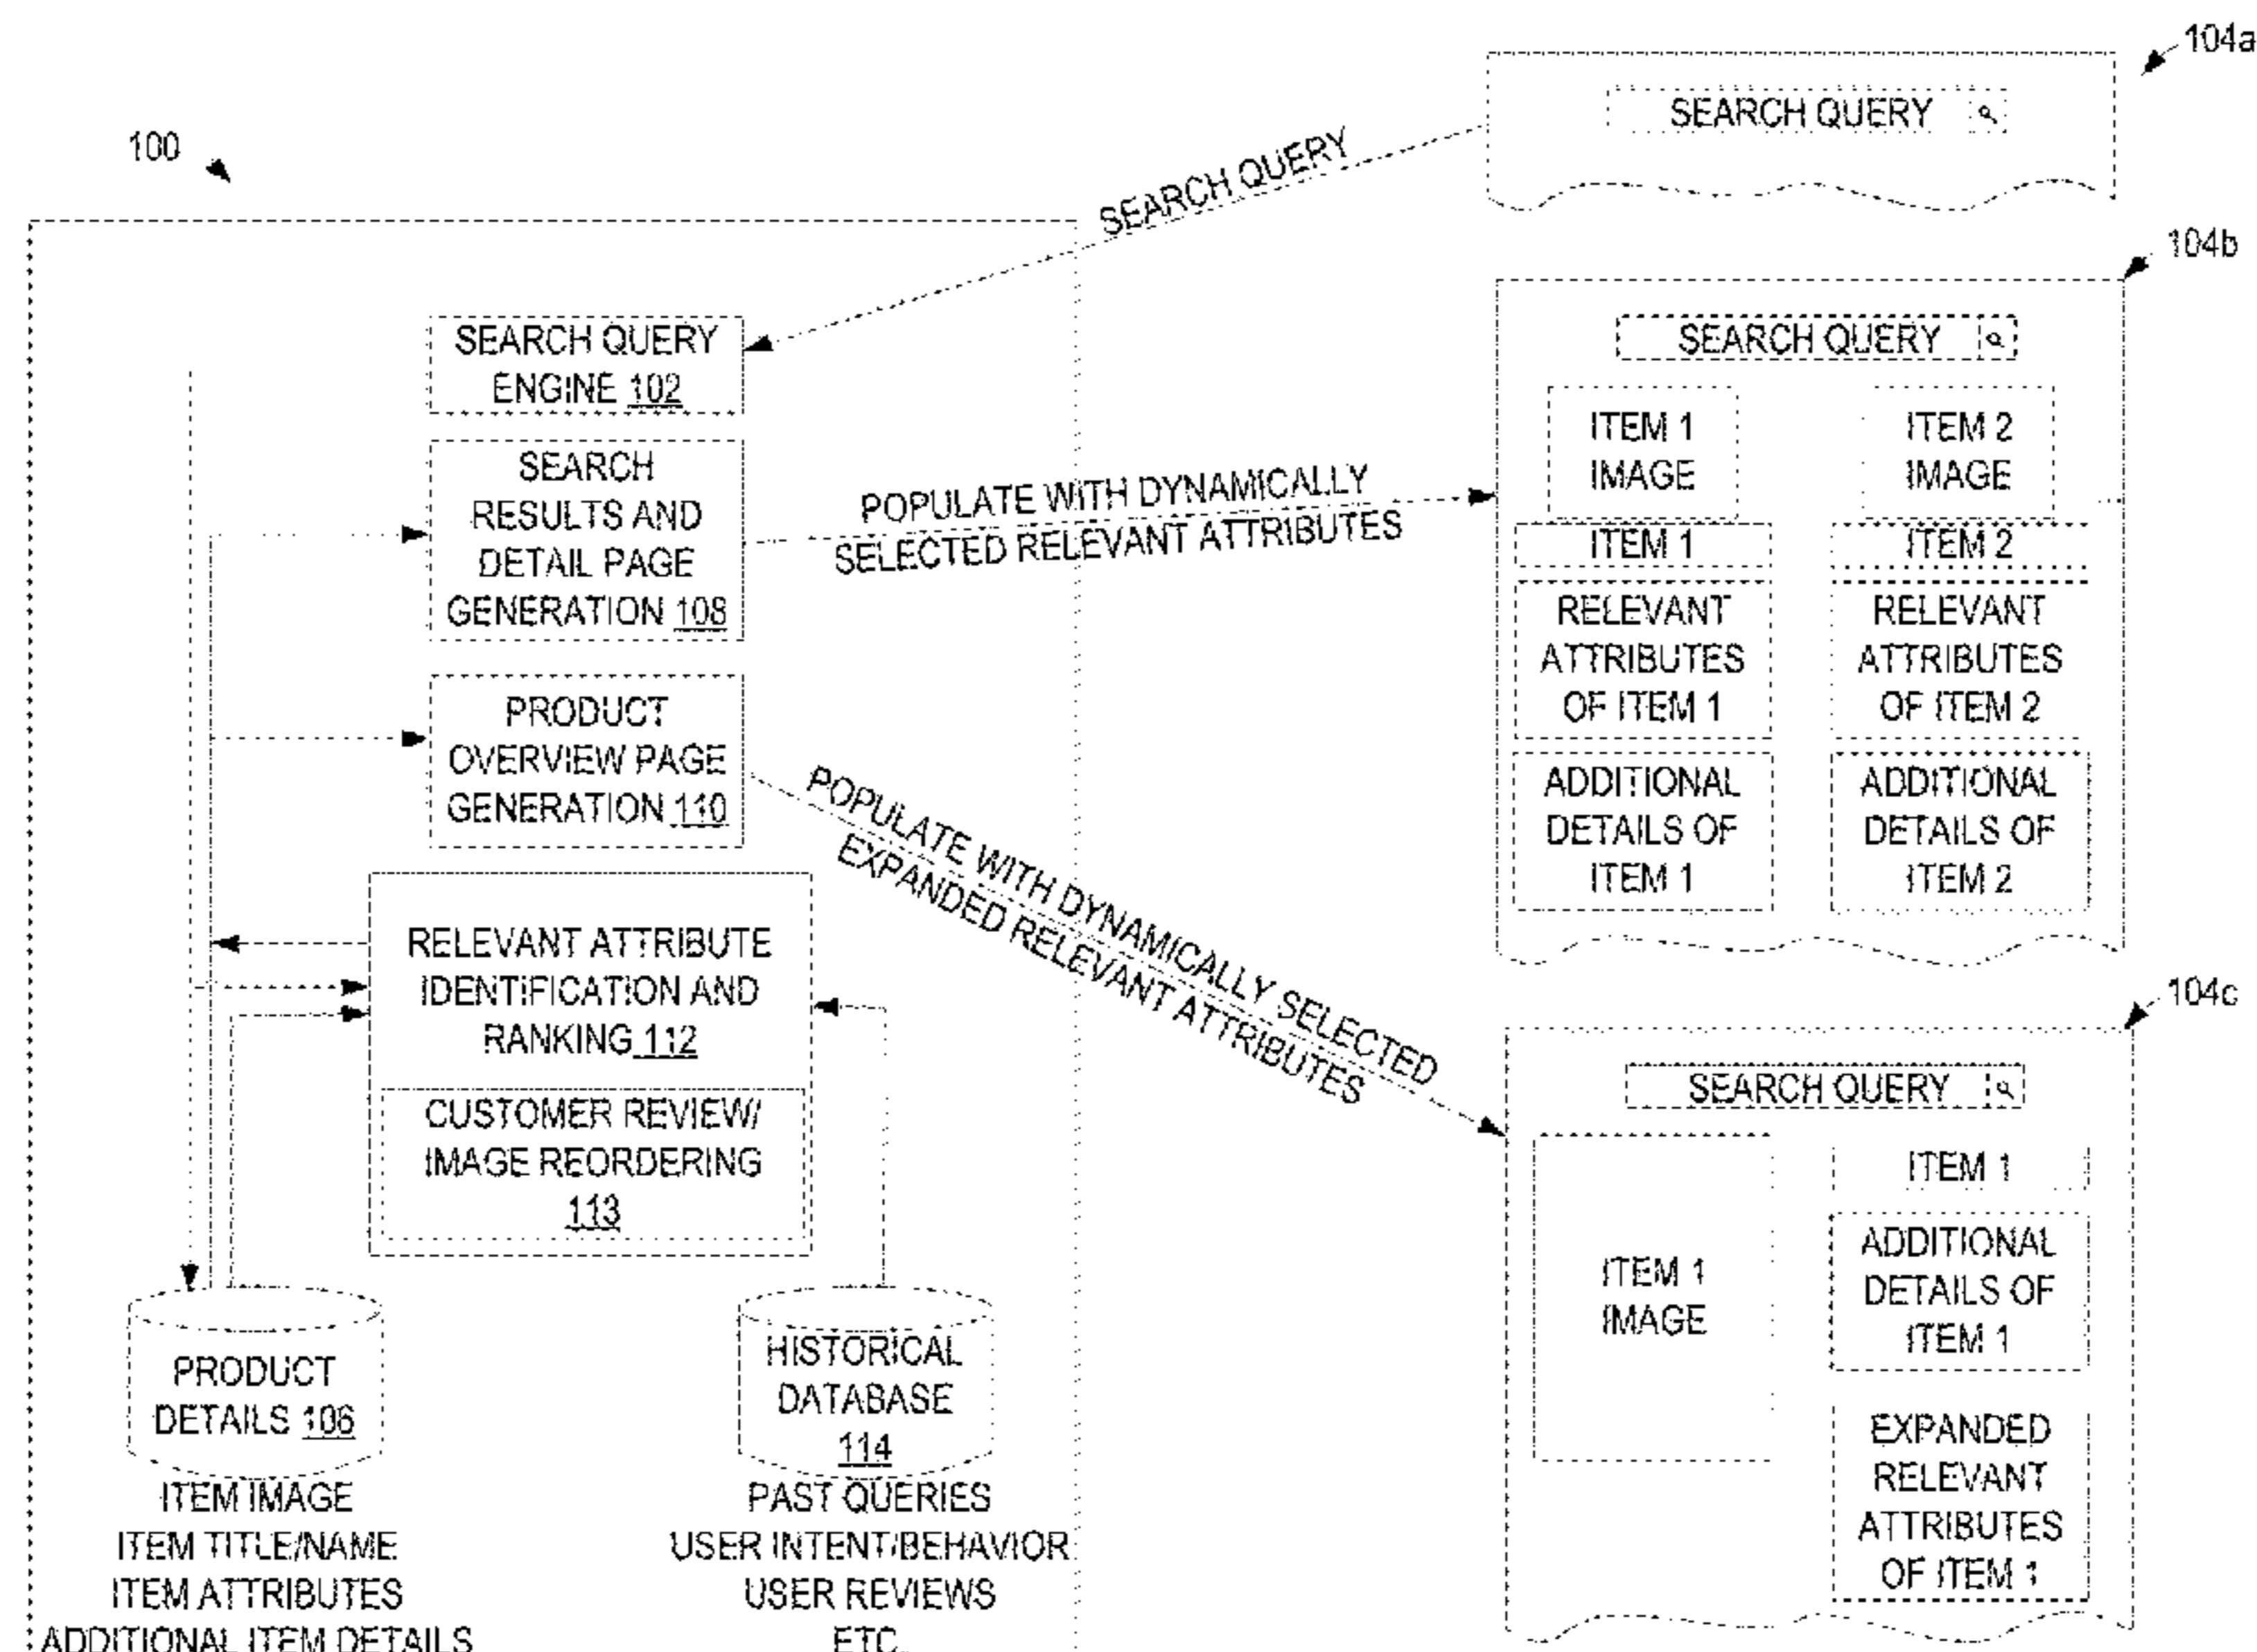 100
SEARCH QUERY
ENGINE 102
SEARCH
RESULTS AND
DETAIL PAGE
GENERATION 108
PRODUCT
OVERVIEW PAGE
GENERATION 110
RELEVANT ATTRIBUTE
IDENTIFICATION AND
RANKING 112
CUSTOMER REVIEW/
IMAGE REORDERING
113
PRODUCT
DETAILS 106
ITEM IMAGE
ITEM TITLE/NAME
ITEM ATTRIBUTES
ADDITIONAL ITEM DETAILS
HISTORICAL
DATABASE
114
PAST QUERIES
USER INTENT/BEHAVIOR
USER REVIEWS
ETC.
SEARCH QUERY
POPULATE WITH DYNAMICALLY
SELECTED RELEVANT ATTRIBUTES
POPULATE WITH DYNAMICALLY SELECTED
EXPANDED RELEVANT ATTRIBUTES
104a
SEARCH QUERY
104b
SEARCH QUERY
ITEM 1
IMAGE
ITEM 1
RELEVANT
ATTRIBUTES
OF ITEM 1
ADDITIONAL
DETAILS OF
ITEM 1
ITEM 2
IMAGE
ITEM 2
RELEVANT
ATTRIBUTES
OF ITEM 2
ADDITIONAL
DETAILS OF
ITEM 2
104c
SEARCH QUERY
ITEM 1
IMAGE
ITEM 1
ADDITIONAL
DETAILS OF
ITEM 1
EXPANDED
RELEVANT
ATTRIBUTES
OF ITEM 1